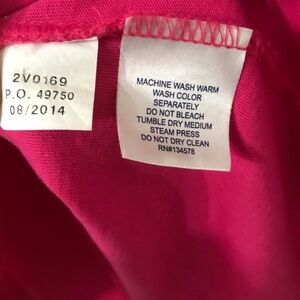 2V0169
P.O. 49750
08/2014
MACHINE WASH WARM
WASH COLOR
SEPARATELY
DO NOT BLEACH
TUMBLE DRY MEDIUM
STEAM PRESS
DO NOT DRY CLEAN
RN#134578